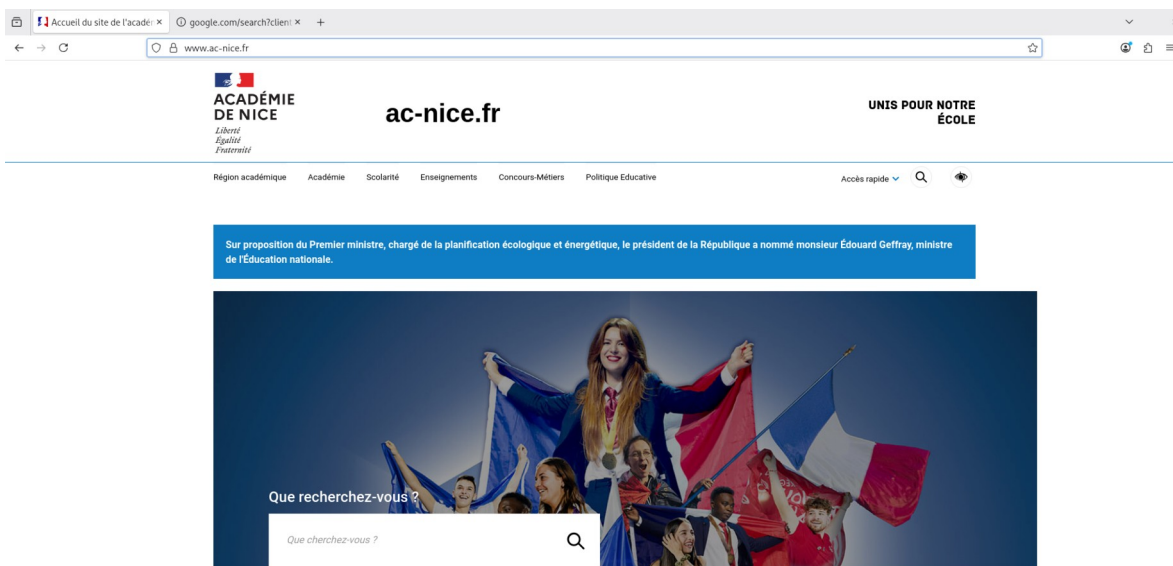 Accueil du site de l'acadén
google.com/search?client
www.ac-nice.fr
ACADÉMIE
DE NICE
Liberté
Égalité
Fraternité
ac-nice.fr
UNIS POUR NOTRE
ÉCOLE
Région académique Académie Scolarité Enseignements Concours-Métiers Politique Educative Accès rapide
Sur proposition du Premier ministre, chargé de la planification écologique et énergétique, le président de la République a nommé monsieur Édouard Geffray, ministre
de l'Éducation nationale.
Que recherchez-vous ?
Que cherchez-vous ?